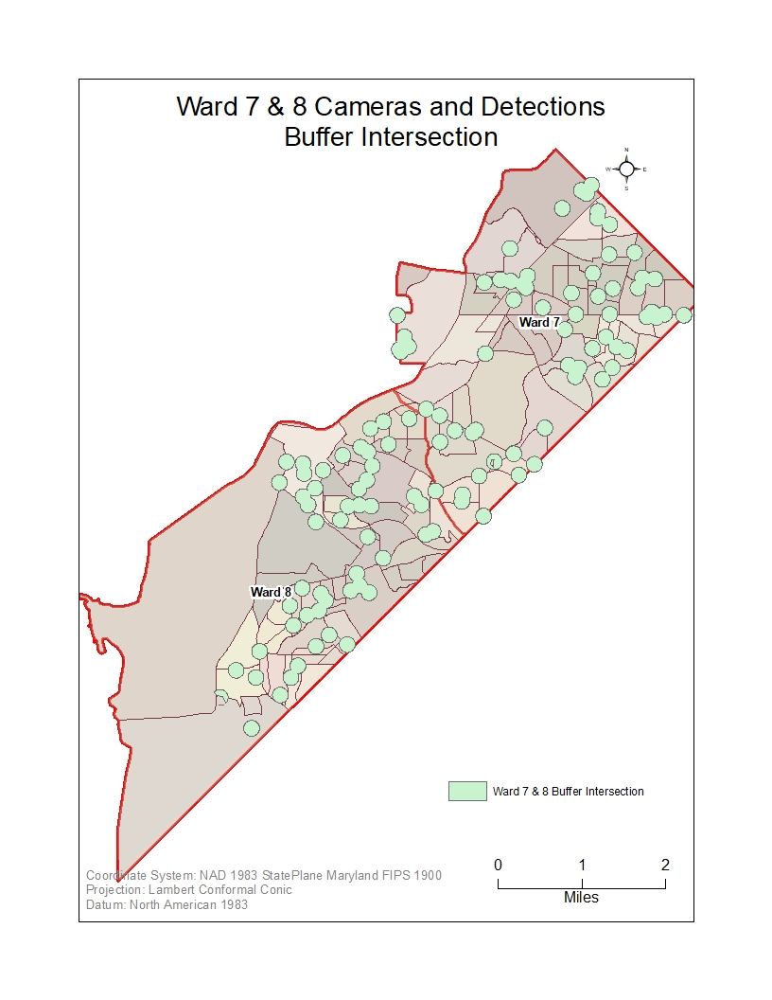 Ward 7 & 8 Cameras and Detections
Buffer Intersection
N
W E
S
Ward 7
Ward 8
Ward 7 & 8 Buffer Intersection
0 1 2
Miles
Coordinate System: NAD 1983 StatePlane Maryland FIPS 1900
Projection: Lambert Conformal Conic
Datum: North American 1983